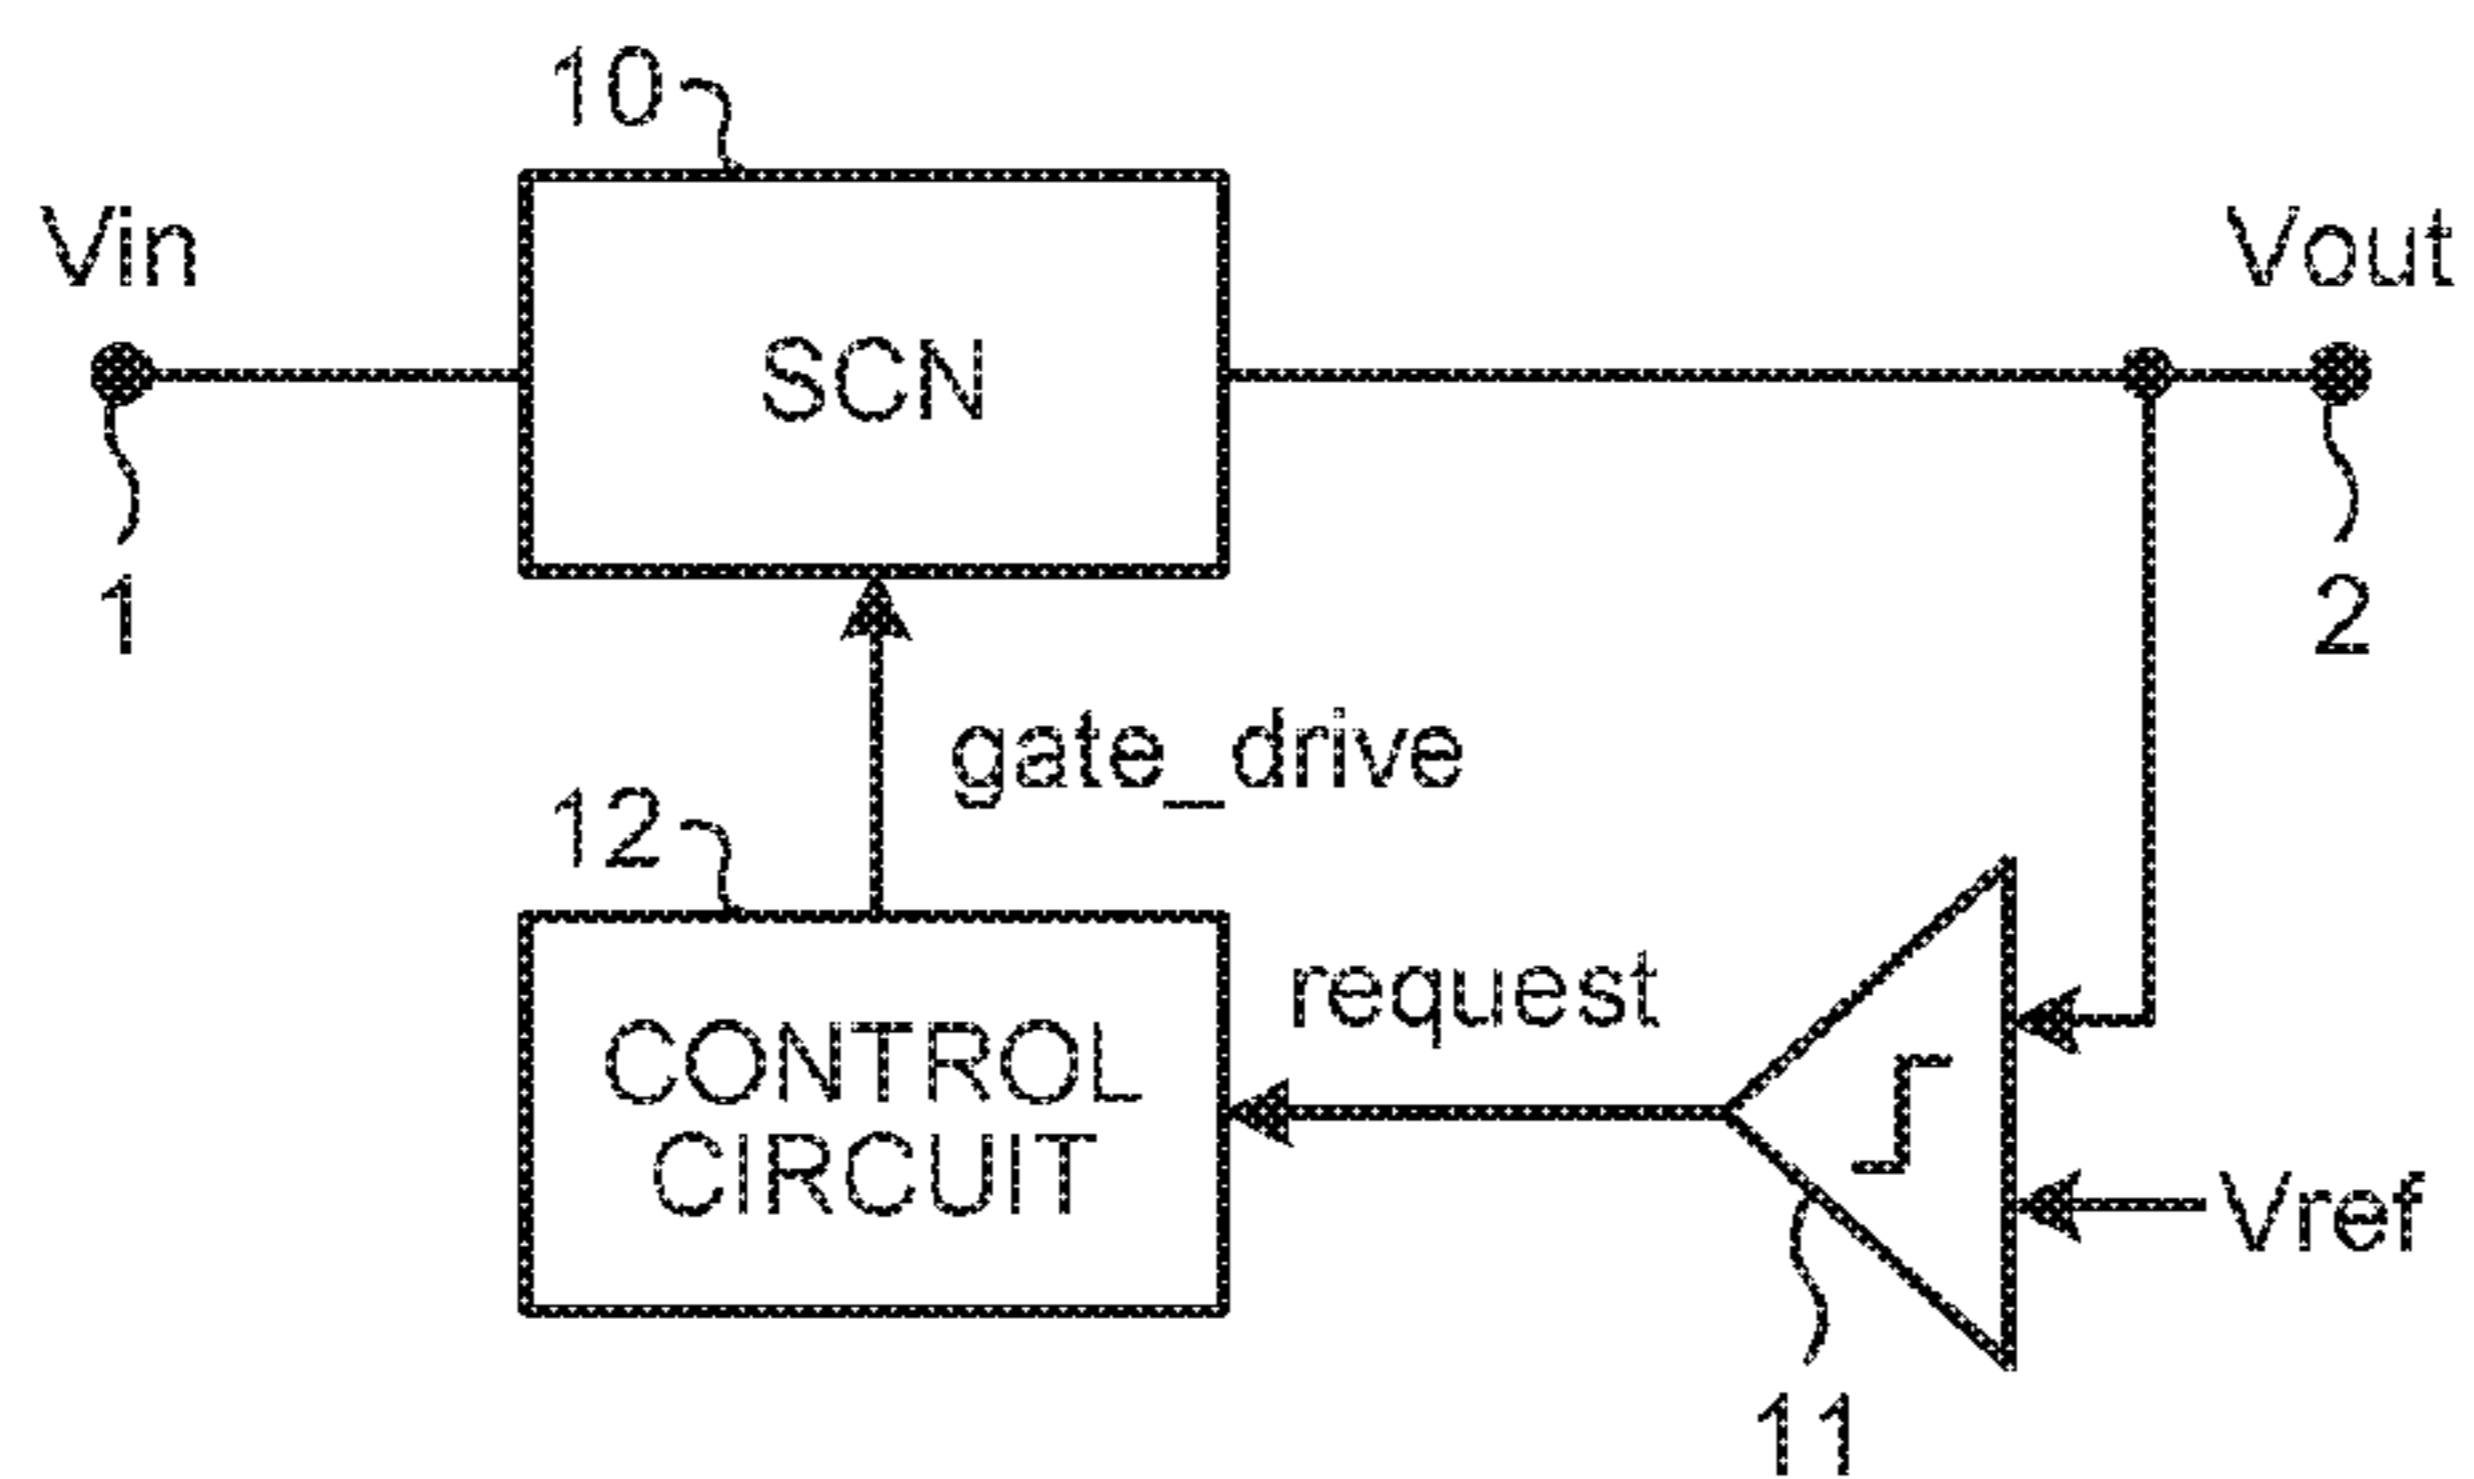 10
Vin
Vout
SCN
1
2
gate_drive
12
request
CONTROL
CIRCUIT
Vref
11